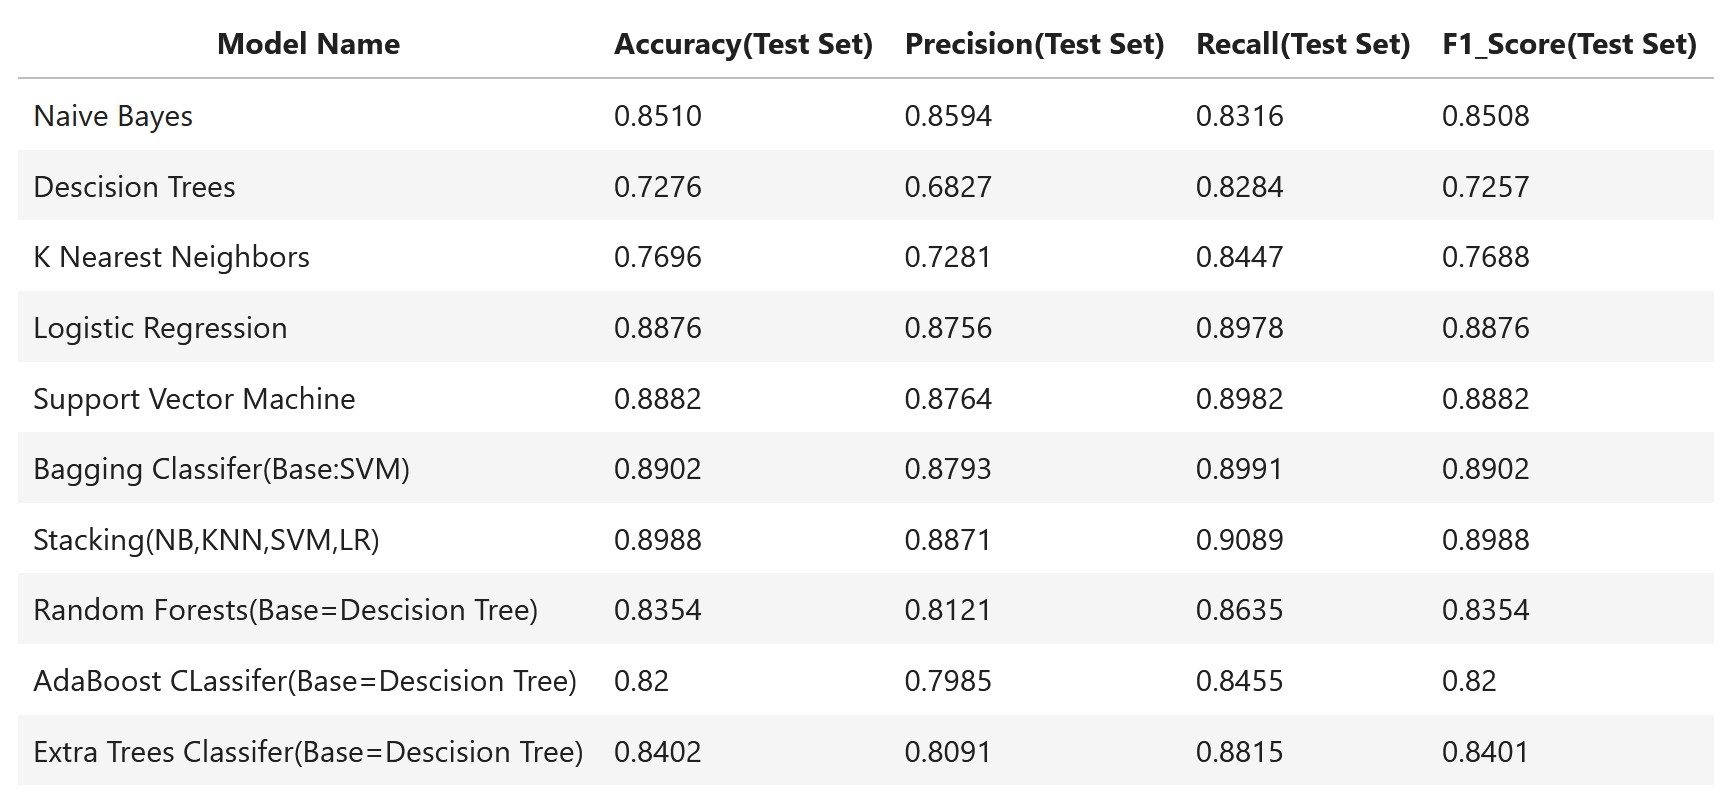 Model Name Accuracy(Test Set) Precision(Test Set) Recall(Test Set) F1_Score(Test Set)
Naive Bayes 0.8510 0.8594 0.8316 0.8508
Descision Trees 0.7276 0.6827 0.8284 0.7257
K Nearest Neighbors 0.7696 0.7281 0.8447 0.7688
Logistic Regression 0.8876 0.8756 0.8978 0.8876
Support Vector Machine 0.8882 0.8764 0.8982 0.8882
Bagging Classifer(Base:SVM) 0.8902 0.8793 0.8991 0.8902
Stacking(NB,KNN,SVM,LR) 0.8988 0.8871 0.9089 0.8988
Random Forests(Base=Descision Tree) 0.8354 0.8121 0.8635 0.8354
AdaBoost CLassifer(Base=Descision Tree) 0.82 0.7985 0.8455 0.82
Extra Trees Classifer(Base=Descision Tree) 0.8402 0.8091 0.8815 0.8401